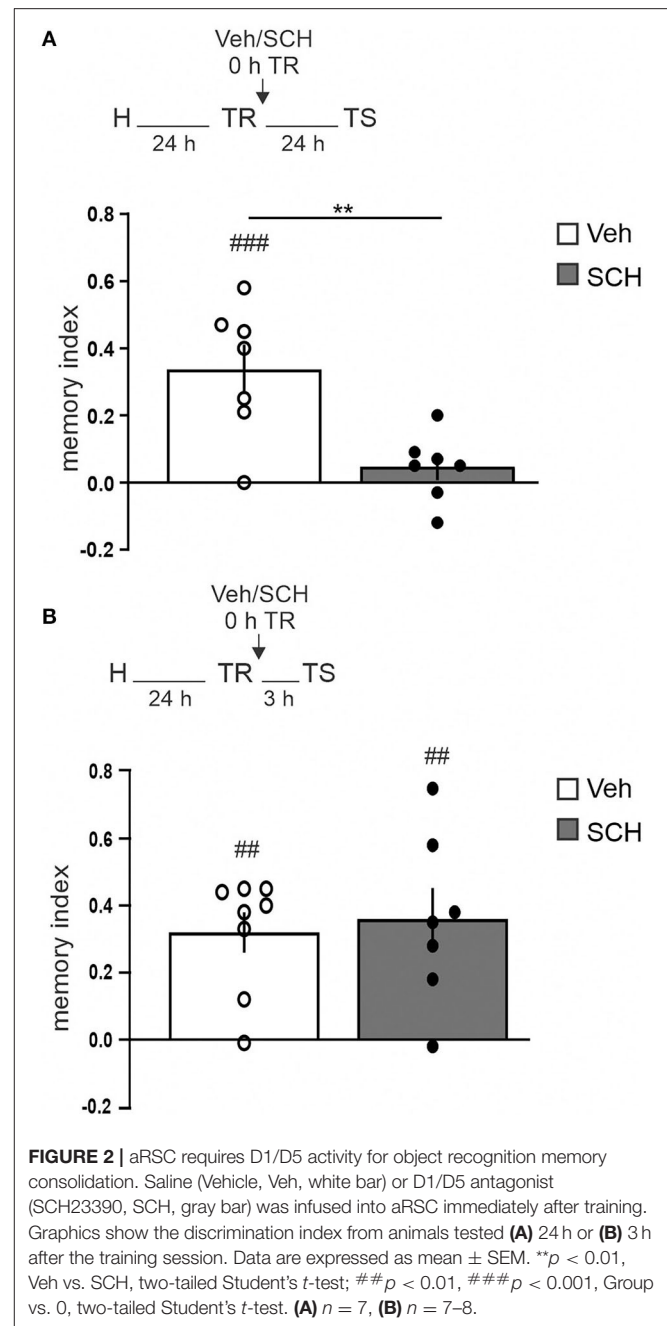 A
Veh/SCH
0 h TR
H TR TS
24 h 24 h
**
###
Veh
SCH
0.8
0.6
0.4
0.2
0.0
-0.2
memory index
B
Veh/SCH
0 h TR
H TR TS
24 h 3 h
##
##
Veh
SCH
0.8
0.6
0.4
0.2
0.0
-0.2
memory index
FIGURE 2 | aRSC requires D1/D5 activity for object recognition memory
consolidation. Saline (Vehicle, Veh, white bar) or D1/D5 antagonist
(SCH23390, SCH, gray bar) was infused into aRSC immediately after training.
Graphics show the discrimination index from animals tested (A) 24 h or (B) 3 h
after the training session. Data are expressed as mean ± SEM. **p < 0.01,
Veh vs. SCH, two-tailed Student's t-test; ##p < 0.01, ###p < 0.001, Group
vs. 0, two-tailed Student's t-test. (A) n = 7, (B) n = 7–8.